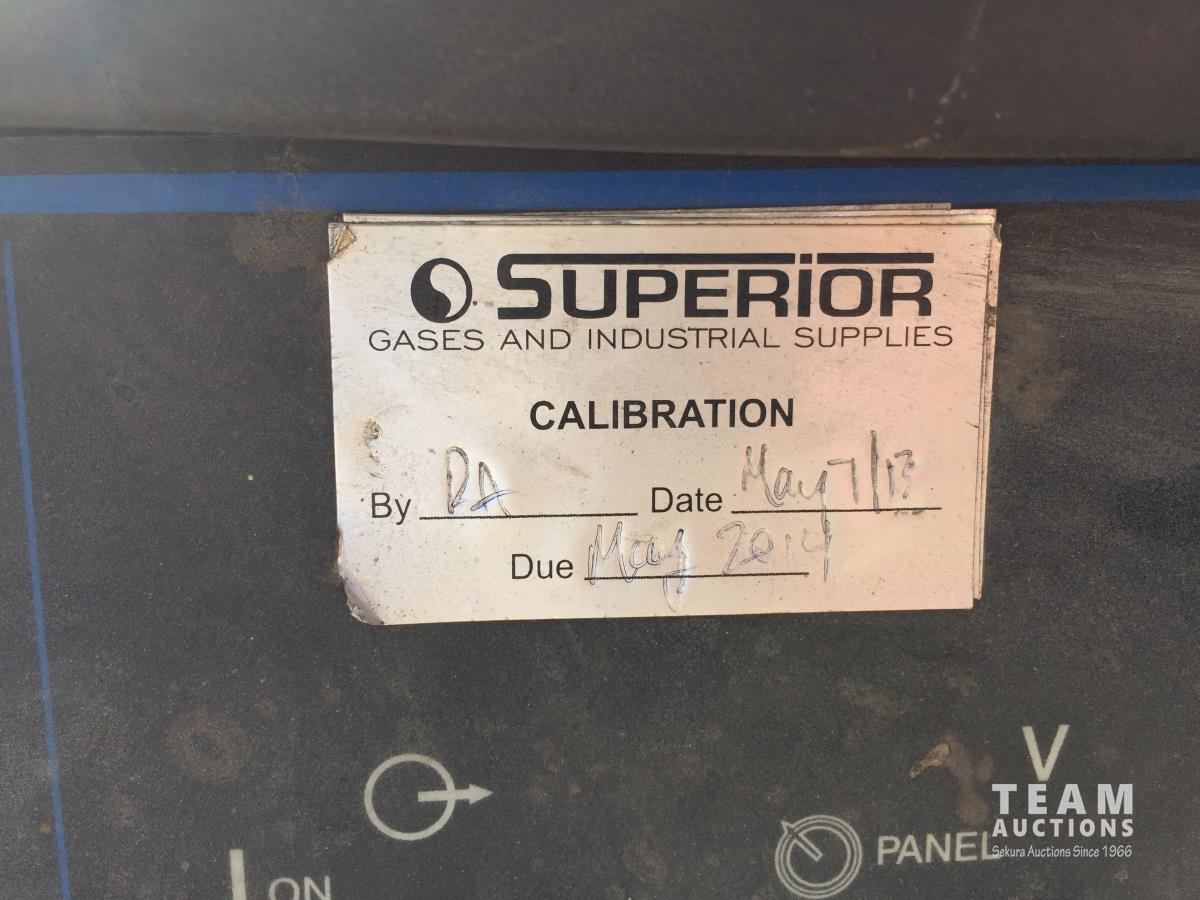 SUPERIOR
GASES AND INDUSTRIAL SUPPLIES
CALIBRATION
By DA Date May 7/13
Due May 2014
V
PANEL
ON
TEAM
AUCTIONS
Sekura Auctions Since 1966